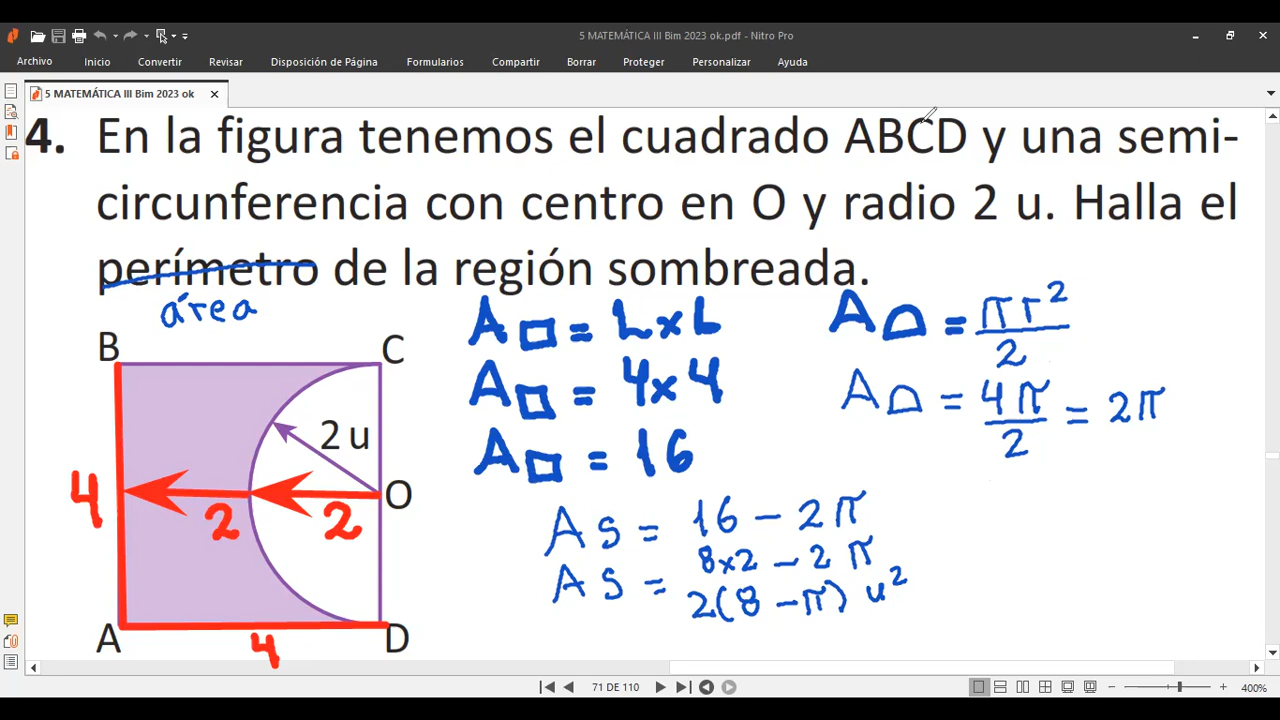 5 MATEMÁTICA III Bim 2023 ok.pdf - Nitro Pro
Archivo Inicio Convertir Revisar Disposición de Página Formularios Compartir Borrar Proteger Personalizar Ayuda
5 MATEMÁTICA III Bim 2023 ok
4. En la figura tenemos el cuadrado ABCD y una semi-
circunferencia con centro en O y radio 2 u. Halla el
perímetro de la región sombreada.
área
B
C
2 u
O
4
2
2
A
4
D
A□ = L x L
A□ = 4 x 4
A□ = 16
A⌓ = πr²/2
A⌓ = 4π/2 = 2π
As = 16 - 2π
8x2 - 2π
As = 2(8 - π) u²
71 DE 110
400%